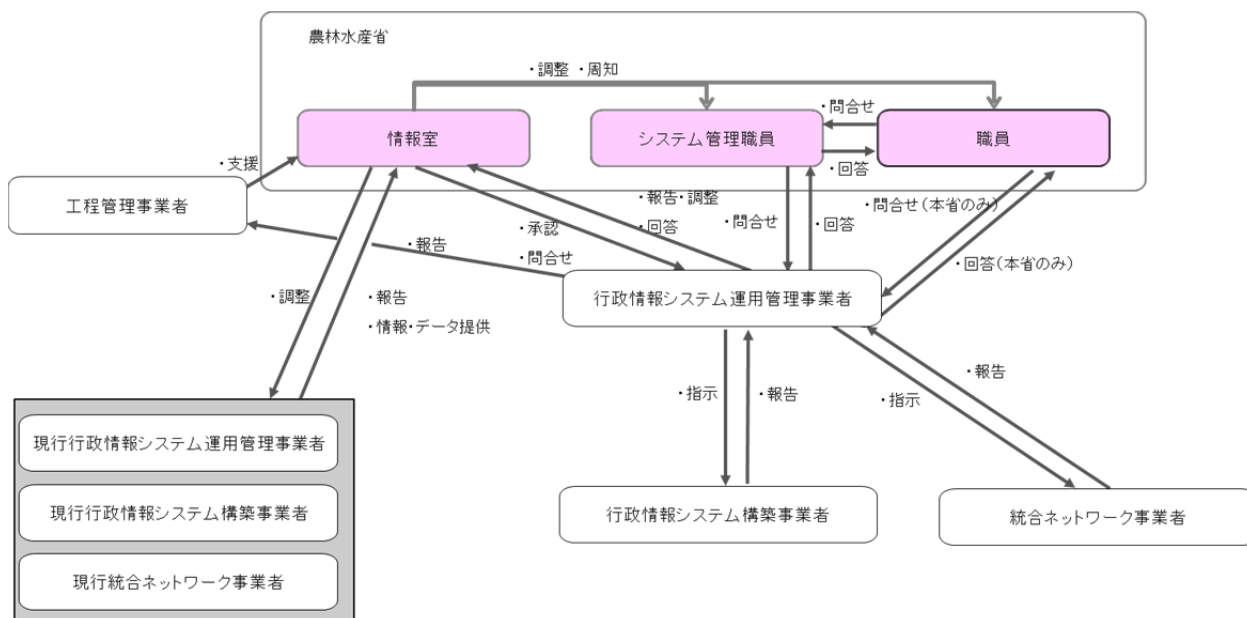 農林水産省
・調整 ・周知
・問合せ
情報室
システム管理職員
職員
・支援
・回答
工程管理事業者
・報告・調整
・回答
・問合せ
・回答
・問合せ(本省のみ)
・承認
・報告
・問合せ
・回答(本省のみ)
・調整
・報告
・情報・データ提供
行政情報システム運用管理事業者
・指示
・報告
・指示
・報告
現行行政情報システム運用管理事業者
現行行政情報システム構築事業者
現行統合ネットワーク事業者
行政情報システム構築事業者
統合ネットワーク事業者